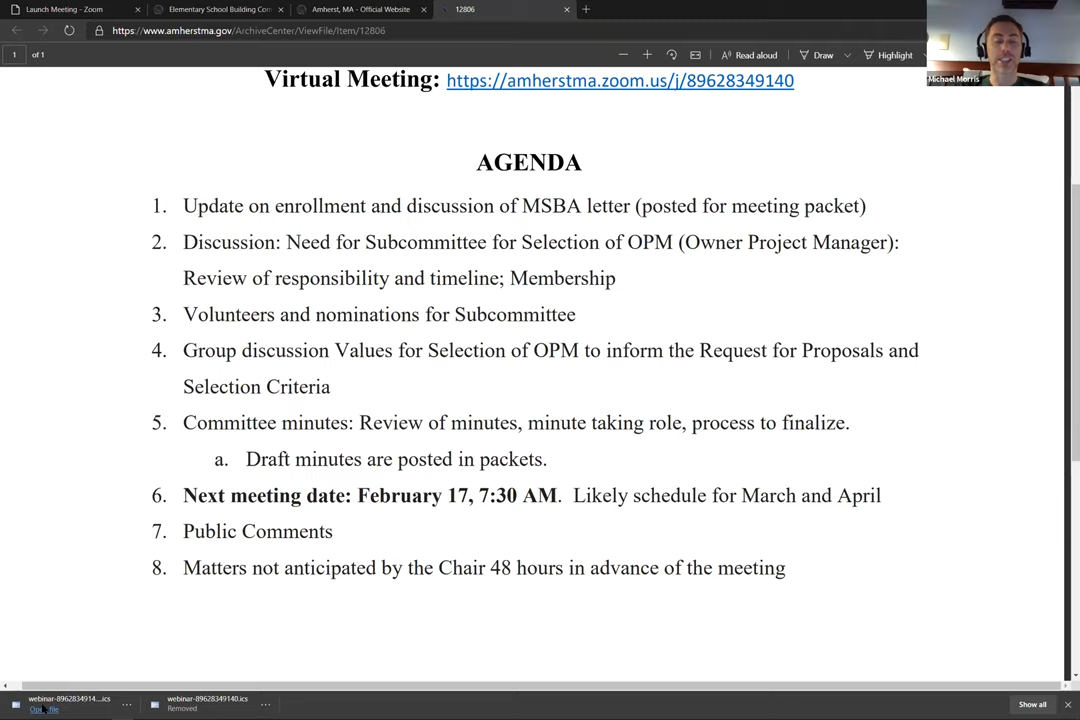 Launch Meeting - Zoom
Elementary School Building Com
Amherst, MA - Official Website
12806
https://www.amherstma.gov/ArchiveCenter/ViewFile/Item/12806
1 of 1
Read aloud
Draw
Highlight
Michael Morris
Virtual Meeting: https://amherstma.zoom.us/j/89628349140
AGENDA
1. Update on enrollment and discussion of MSBA letter (posted for meeting packet)
2. Discussion: Need for Subcommittee for Selection of OPM (Owner Project Manager):
Review of responsibility and timeline; Membership
3. Volunteers and nominations for Subcommittee
4. Group discussion Values for Selection of OPM to inform the Request for Proposals and
Selection Criteria
5. Committee minutes: Review of minutes, minute taking role, process to finalize.
a. Draft minutes are posted in packets.
6. Next meeting date: February 17, 7:30 AM. Likely schedule for March and April
7. Public Comments
8. Matters not anticipated by the Chair 48 hours in advance of the meeting
webinar-8962834914...ics
Open file
webinar-89628349140.ics
Removed
Show all